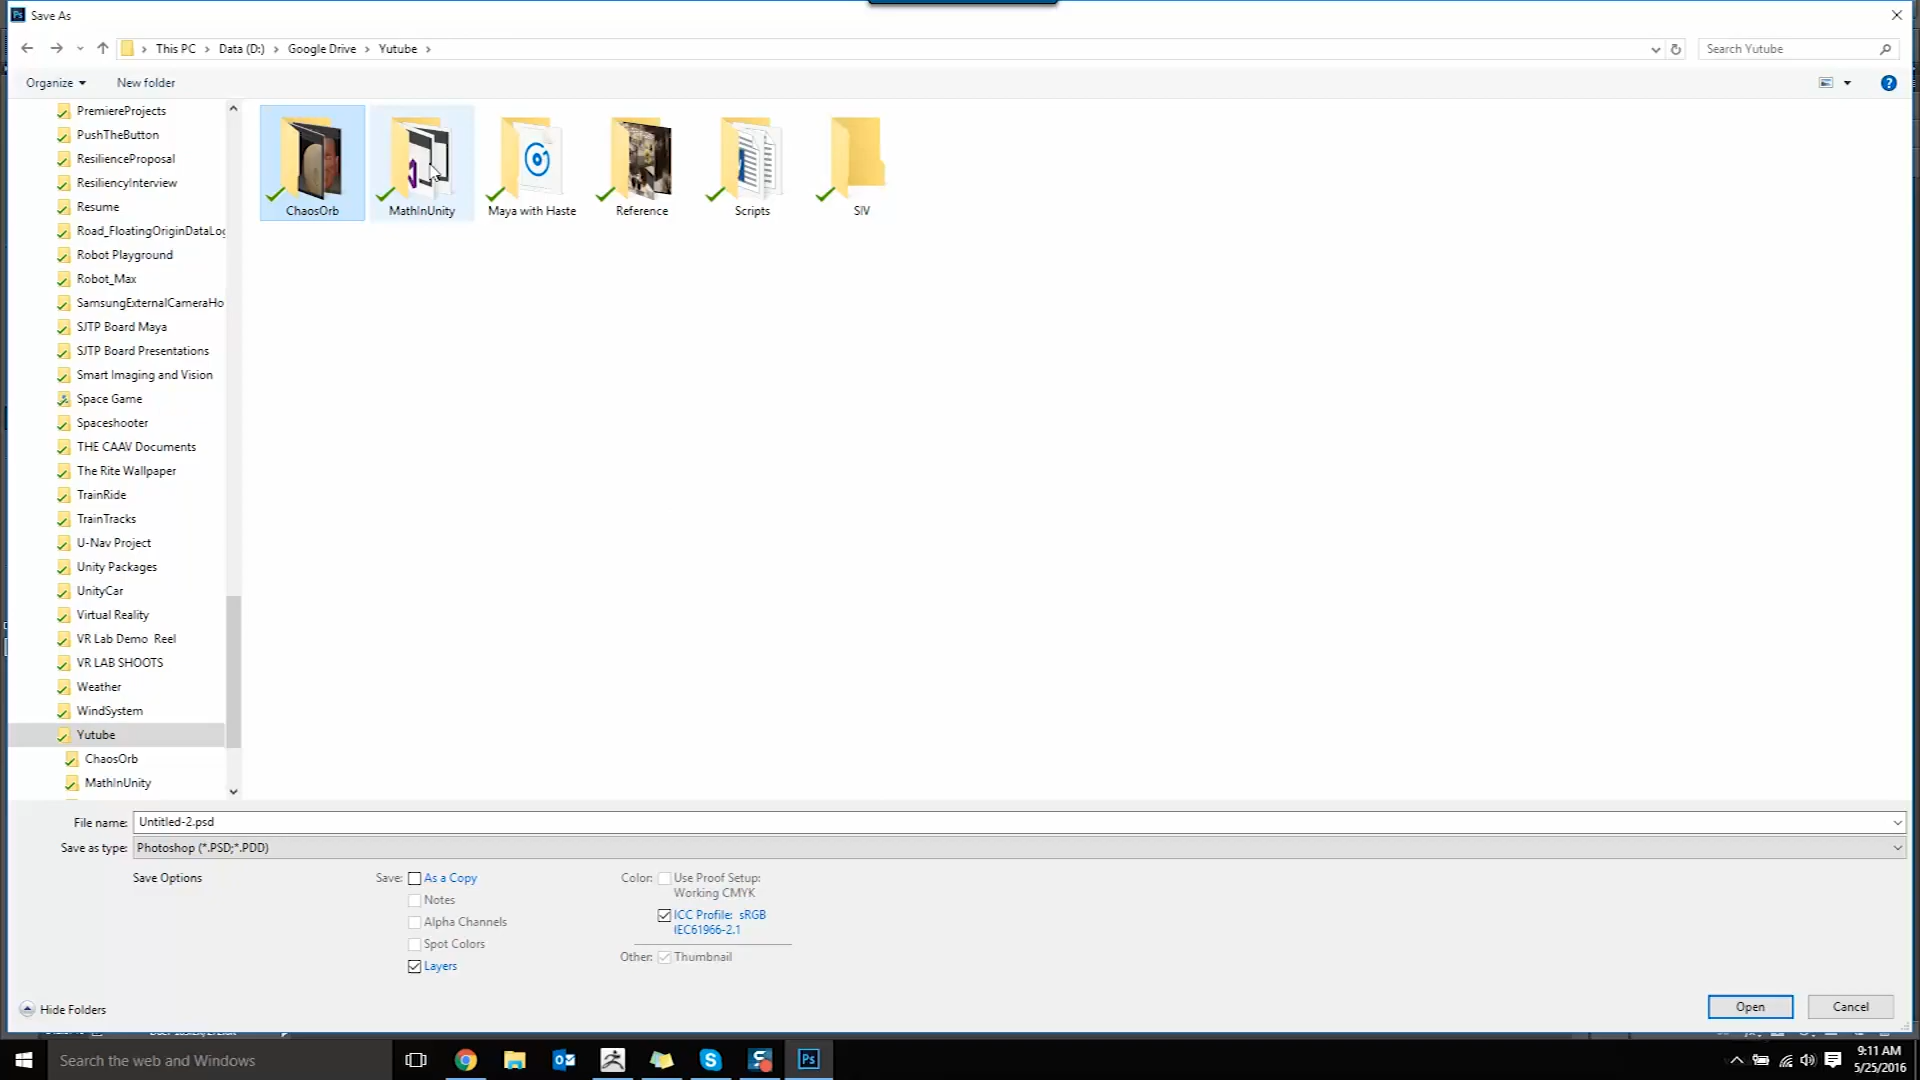 Ps Save As
This PC > Data (D:) > Google Drive > Yutube >
Search Yutube
Organize
New folder
?
PremiereProjects
PushTheButton
ResilienceProposal
ResiliencyInterview
Resume
Road_FloatingOriginDataLog
Robot Playground
Robot_Max
SamsungExternalCameraHo
SJTP Board Maya
SJTP Board Presentations
Smart Imaging and Vision
Space Game
Spaceshooter
THE CAAV Documents
The Rite Wallpaper
TrainRide
TrainTracks
U-Nav Project
Unity Packages
UnityCar
Virtual Reality
VR Lab Demo Reel
VR LAB SHOOTS
Weather
WindSystem
Yutube
ChaosOrb
MathInUnity
ChaosOrb
MathInUnity
Maya with Haste
Reference
Scripts
SIV
File name: Untitled-2.psd
Save as type: Photoshop (*.PSD;*.PDD)
Save Options
Save: As a Copy
Notes
Alpha Channels
Spot Colors
Layers
Color: Use Proof Setup:
Working CMYK
ICC Profile: sRGB
IEC61966-2.1
Other: Thumbnail
Hide Folders
Open
Cancel
Search the web and Windows
Ps
9:11 AM
5/25/2016